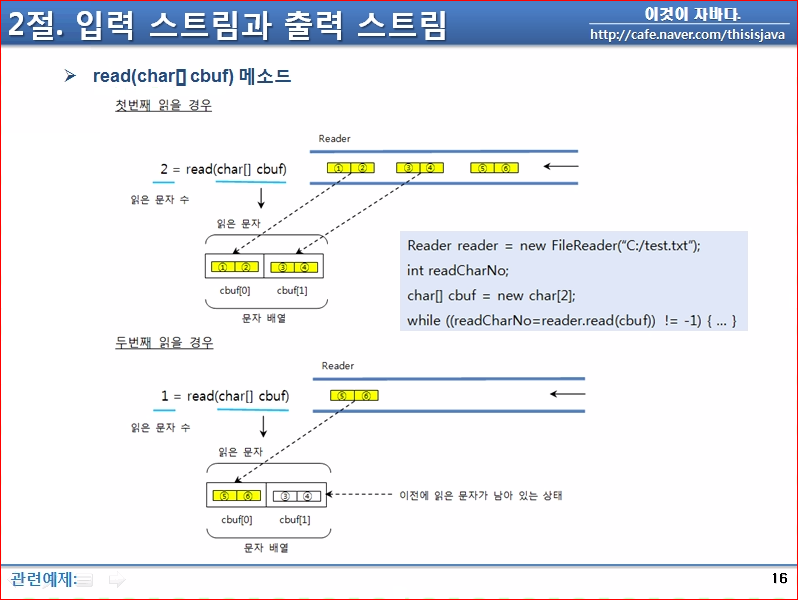 2절. 입력 스트림과 출력 스트림
이것이 자바다.
http://cafe.naver.com/thisisjava
➤ read(char[] cbuf) 메소드
첫번째 읽을 경우
Reader
2 = read(char[] cbuf)
① ② ③ ④ ⑤ ⑥
읽은 문자 수
읽은 문자
① ② ③ ④
cbuf[0] cbuf[1]
문자 배열
Reader reader = new FileReader(“C:/test.txt”);
int readCharNo;
char[] cbuf = new char[2];
while ((readCharNo=reader.read(cbuf)) != -1) { … }
두번째 읽을 경우
Reader
1 = read(char[] cbuf)
⑤ ⑥
읽은 문자 수
읽은 문자
⑤ ⑥ ③ ④
이전에 읽은 문자가 남아 있는 상태
cbuf[0] cbuf[1]
문자 배열
관련예제:
16